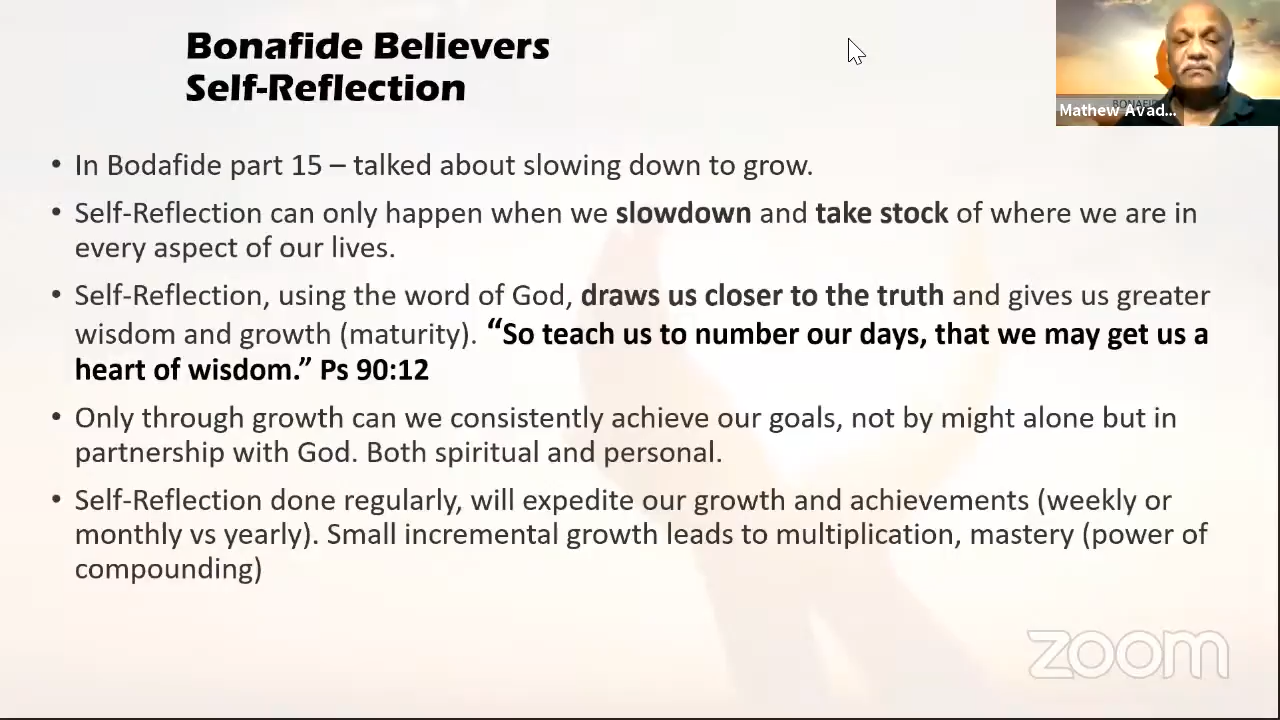 Bonafide Believers
Self-Reflection
Mathew Avad...
• In Bodafide part 15 – talked about slowing down to grow.
• Self-Reflection can only happen when we slowdown and take stock of where we are in
every aspect of our lives.
• Self-Reflection, using the word of God, draws us closer to the truth and gives us greater
wisdom and growth (maturity). “So teach us to number our days, that we may get us a
heart of wisdom.” Ps 90:12
• Only through growth can we consistently achieve our goals, not by might alone but in
partnership with God. Both spiritual and personal.
• Self-Reflection done regularly, will expedite our growth and achievements (weekly or
monthly vs yearly). Small incremental growth leads to multiplication, mastery (power of
compounding)
zoom